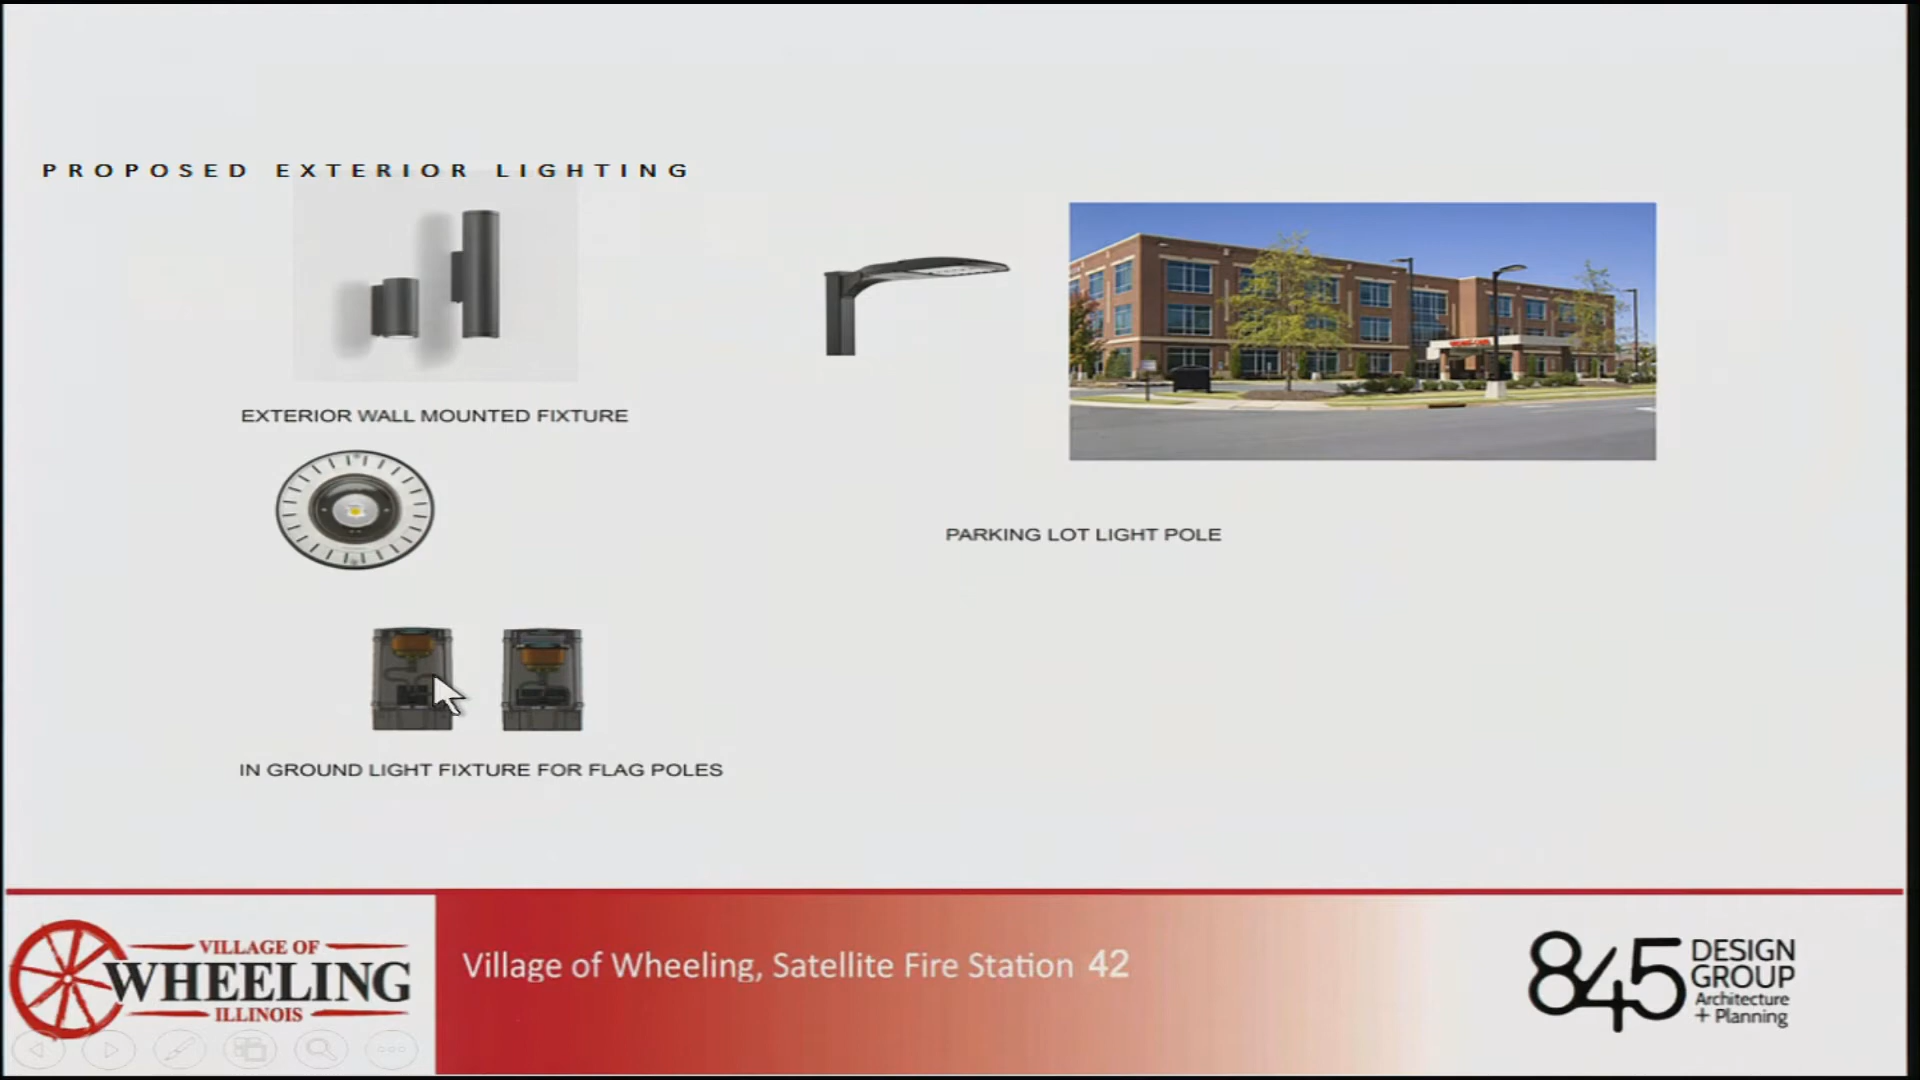 PROPOSED EXTERIOR LIGHTING
EXTERIOR WALL MOUNTED FIXTURE
PARKING LOT LIGHT POLE
IN GROUND LIGHT FIXTURE FOR FLAG POLES
VILLAGE OF
WHEELING
ILLINOIS
Village of Wheeling, Satellite Fire Station 42
845
DESIGN
GROUP
Architecture
+ Planning